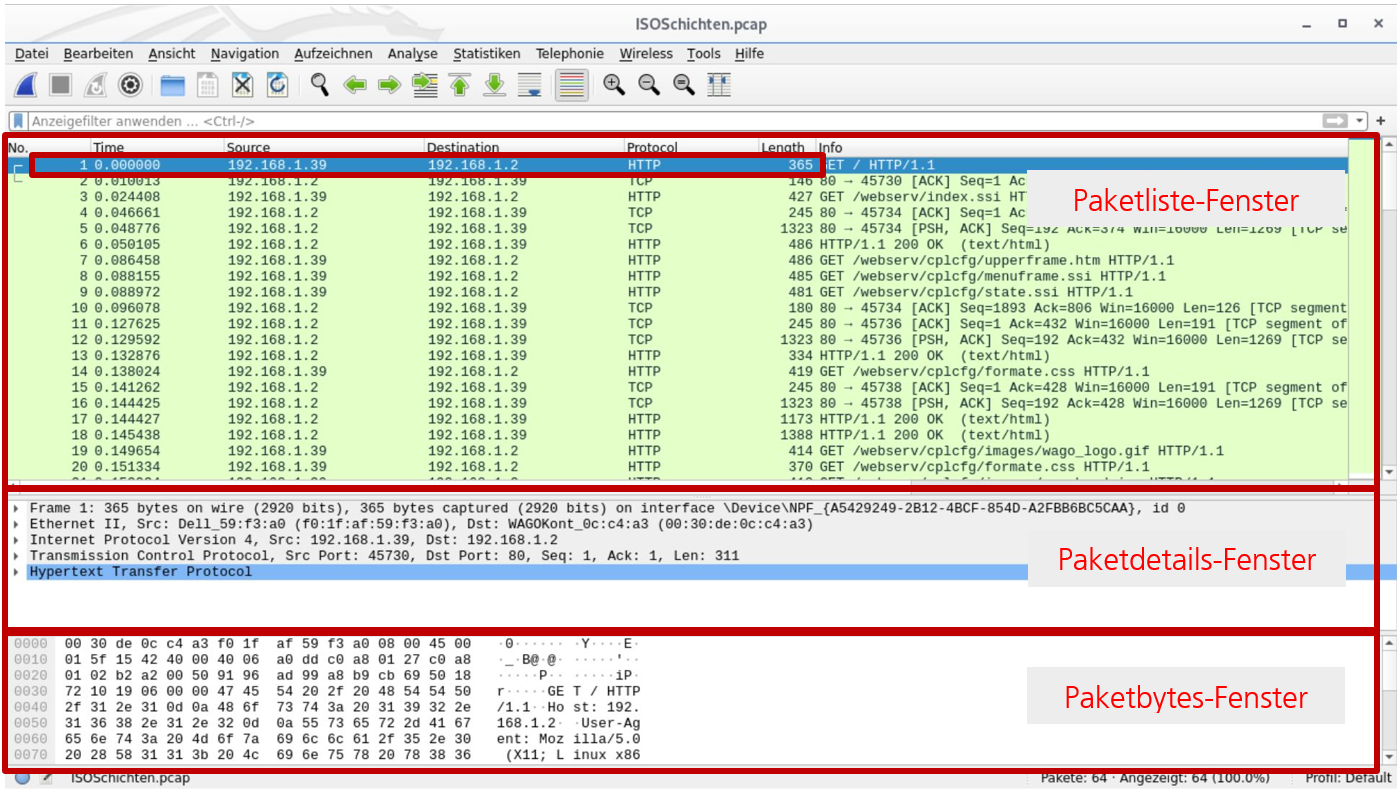 ISOSchichten.pcap
Datei Bearbeiten Ansicht Navigation Aufzeichnen Analyse Statistiken Telephonie Wireless Tools Hilfe
Anzeigefilter anwenden ... <Ctrl-/>
No. Time Source Destination Protocol Length Info
1 0.000000 192.168.1.39 192.168.1.2 HTTP 365 GET / HTTP/1.1
2 0.010013 192.168.1.2 192.168.1.39 TCP 146 80 → 45730 [ACK] Seq=1 Ac
3 0.024408 192.168.1.39 192.168.1.2 HTTP 427 GET /webserv/index.ssi HT
Paketliste-Fenster
4 0.046661 192.168.1.2 192.168.1.39 TCP 245 80 → 45734 [ACK] Seq=1 Ac
5 0.048776 192.168.1.2 192.168.1.39 TCP 1323 80 → 45734 [PSH, ACK] Seq=192 Ack=374 Win=16000 Len=1269 [TCP se
6 0.050105 192.168.1.2 192.168.1.39 HTTP 486 HTTP/1.1 200 OK (text/html)
7 0.086458 192.168.1.39 192.168.1.2 HTTP 486 GET /webserv/cplcfg/upperframe.htm HTTP/1.1
8 0.088155 192.168.1.39 192.168.1.2 HTTP 485 GET /webserv/cplcfg/menuframe.ssi HTTP/1.1
9 0.088972 192.168.1.39 192.168.1.2 HTTP 481 GET /webserv/cplcfg/state.ssi HTTP/1.1
10 0.096078 192.168.1.2 192.168.1.39 TCP 180 80 → 45734 [ACK] Seq=1893 Ack=806 Win=16000 Len=126 [TCP segment
11 0.127625 192.168.1.2 192.168.1.39 TCP 245 80 → 45736 [ACK] Seq=1 Ack=432 Win=16000 Len=191 [TCP segment of
12 0.129592 192.168.1.2 192.168.1.39 TCP 1323 80 → 45736 [PSH, ACK] Seq=192 Ack=432 Win=16000 Len=1269 [TCP se
13 0.132876 192.168.1.2 192.168.1.39 HTTP 334 HTTP/1.1 200 OK (text/html)
14 0.138024 192.168.1.39 192.168.1.2 HTTP 419 GET /webserv/cplcfg/formate.css HTTP/1.1
15 0.141262 192.168.1.2 192.168.1.39 TCP 245 80 → 45738 [ACK] Seq=1 Ack=428 Win=16000 Len=191 [TCP segment of
16 0.144425 192.168.1.2 192.168.1.39 TCP 1323 80 → 45738 [PSH, ACK] Seq=192 Ack=428 Win=16000 Len=1269 [TCP se
17 0.144427 192.168.1.2 192.168.1.39 HTTP 1173 HTTP/1.1 200 OK (text/html)
18 0.145438 192.168.1.2 192.168.1.39 HTTP 1388 HTTP/1.1 200 OK (text/html)
19 0.149654 192.168.1.39 192.168.1.2 HTTP 414 GET /webserv/cplcfg/images/wago_logo.gif HTTP/1.1
20 0.151334 192.168.1.39 192.168.1.2 HTTP 370 GET /webserv/cplcfg/formate.css HTTP/1.1
Frame 1: 365 bytes on wire (2920 bits), 365 bytes captured (2920 bits) on interface \Device\NPF_{A5429249-2B12-4BCF-854D-A2FBB6BC5CAA}, id 0
Ethernet II, Src: Dell_59:f3:a0 (f0:1f:af:59:f3:a0), Dst: WAGOKont_0c:c4:a3 (00:30:de:0c:c4:a3)
Internet Protocol Version 4, Src: 192.168.1.39, Dst: 192.168.1.2
Transmission Control Protocol, Src Port: 45730, Dst Port: 80, Seq: 1, Ack: 1, Len: 311
Paketdetails-Fenster
Hypertext Transfer Protocol
0000 00 30 de 0c c4 a3 f0 1f af 59 f3 a0 08 00 45 00 ·0······ ·Y····E·
0010 01 5f 15 42 40 00 40 06 a0 dd c0 a8 01 27 c0 a8 ·_·B@·@· ·····'··
0020 01 02 b2 a2 00 50 91 96 ad 99 a8 b9 cb 69 50 18 ·····P·· ·····iP·
0030 72 10 19 06 00 00 47 45 54 20 2f 20 48 54 54 50 r·····GE T / HTTP
0040 2f 31 2e 31 0d 0a 48 6f 73 74 3a 20 31 39 32 2e /1.1··Ho st: 192.
0050 31 36 38 2e 31 2e 32 0d 0a 55 73 65 72 2d 41 67 168.1.2· ·User-Ag
0060 65 6e 74 3a 20 4d 6f 7a 69 6c 6c 61 2f 35 2e 30 ent: Moz illa/5.0
0070 20 28 58 31 31 3b 20 4c 69 6e 75 78 20 78 38 36 (X11; L inux x86
Paketbytes-Fenster
ISOSchichten.pcap Pakete: 64 · Angezeigt: 64 (100.0%) Profil: Default